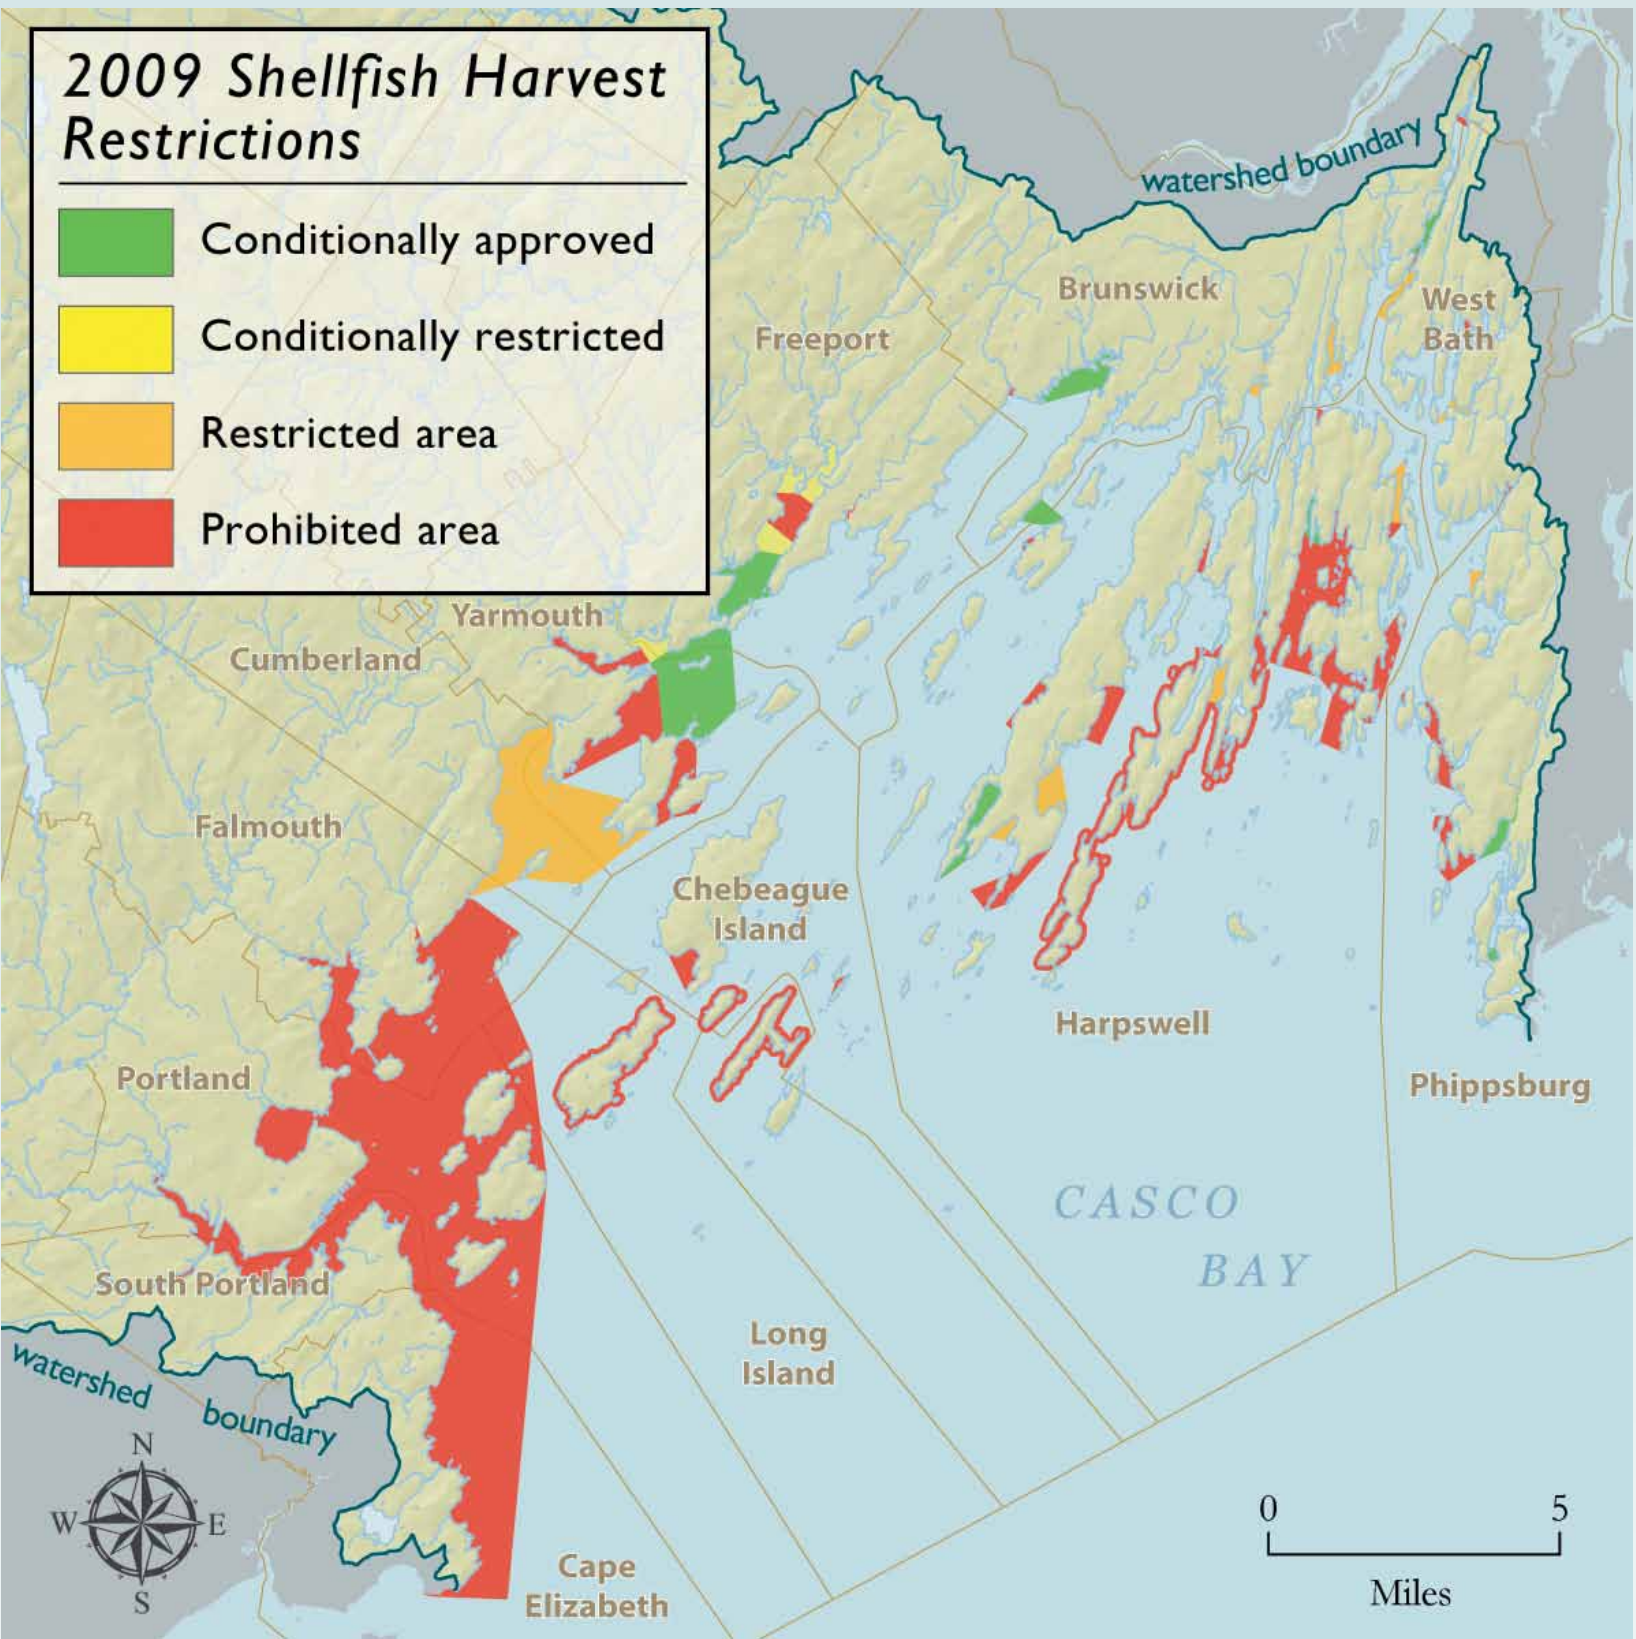 2009 Shellfish Harvest
Restrictions
Conditionally approved
Conditionally restricted
Restricted area
Prohibited area
watershed boundary
Brunswick
West
Bath
Freeport
Yarmouth
Cumberland
Falmouth
Chebeague
Island
Harpswell
Portland
Phippsburg
CASCO
BAY
South Portland
Long
Island
watershed boundary
N
W
E
S
Cape
Elizabeth
0 5
Miles